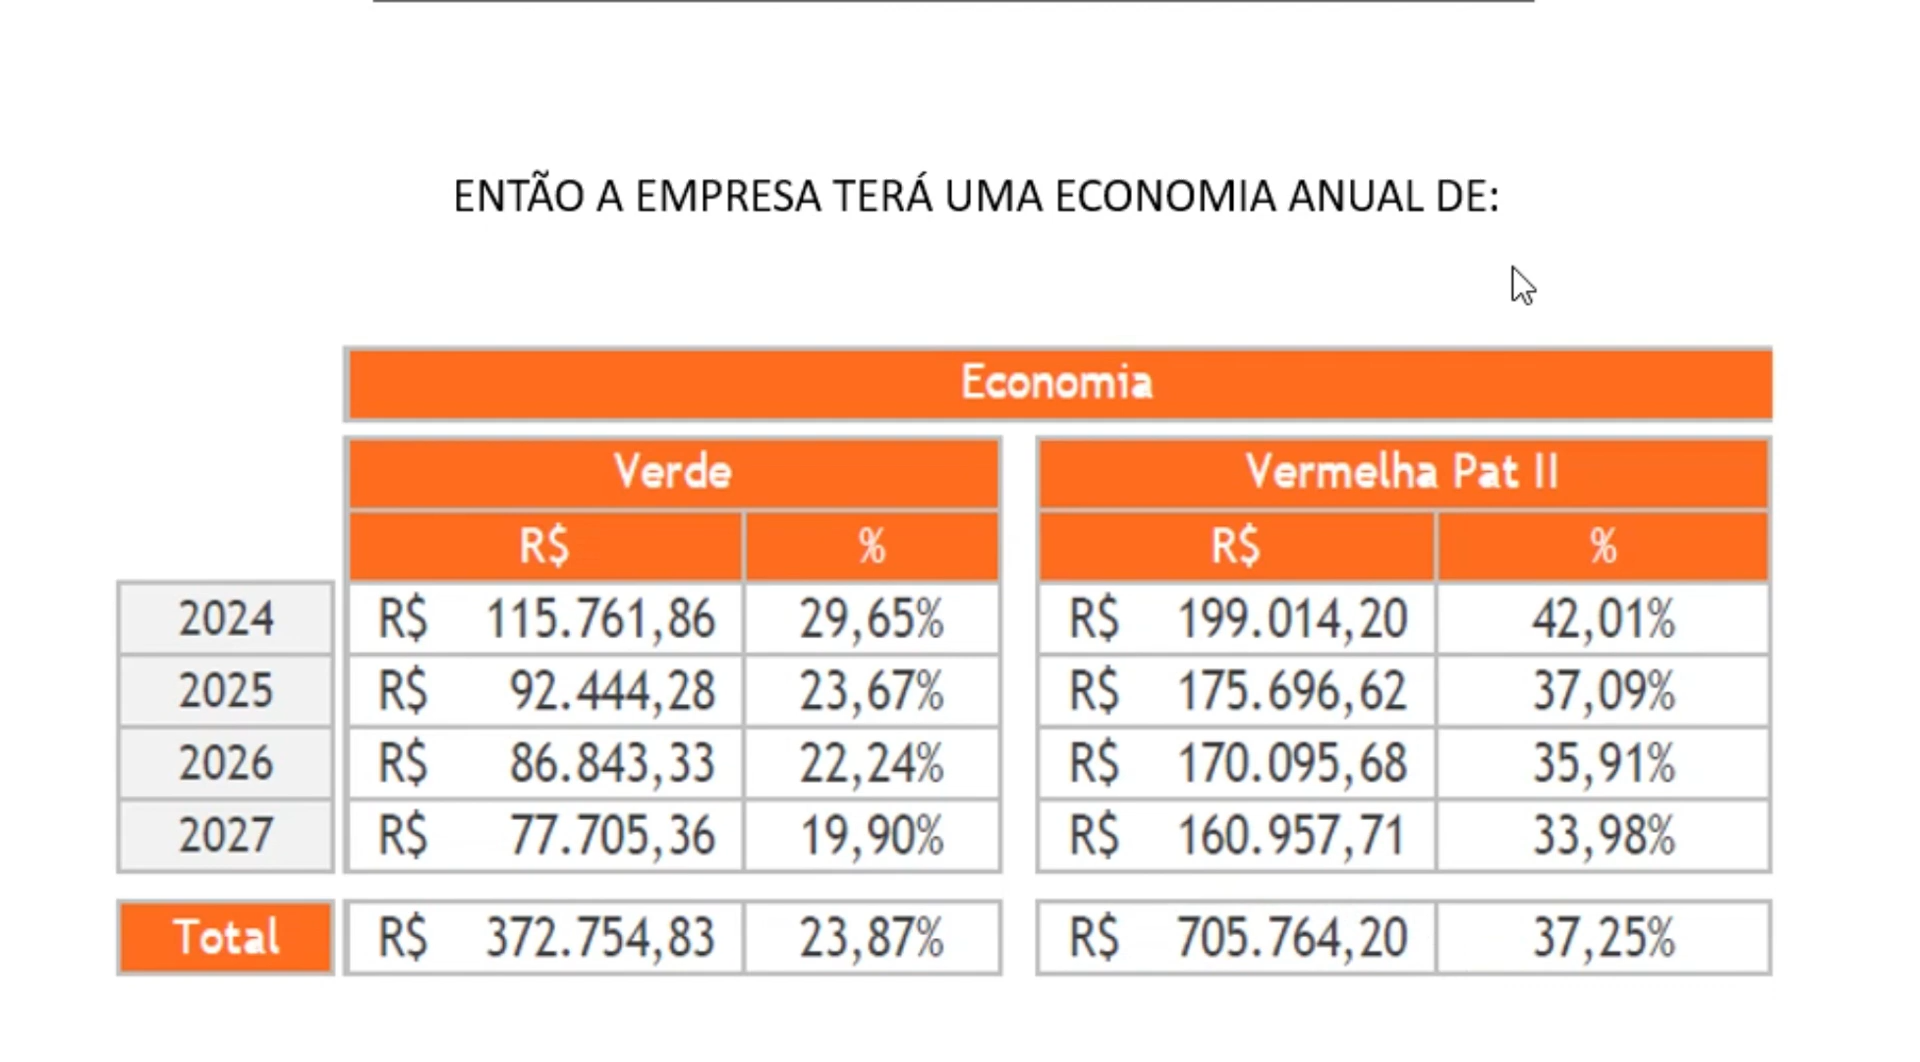 ENTÃO A EMPRESA TERÁ UMA ECONOMIA ANUAL DE:
Economia
Verde Vermelha Pat II
R$ % R$ %
2024 R$ 115.761,86 29,65% R$ 199.014,20 42,01%
2025 R$ 92.444,28 23,67% R$ 175.696,62 37,09%
2026 R$ 86.843,33 22,24% R$ 170.095,68 35,91%
2027 R$ 77.705,36 19,90% R$ 160.957,71 33,98%
Total R$ 372.754,83 23,87% R$ 705.764,20 37,25%